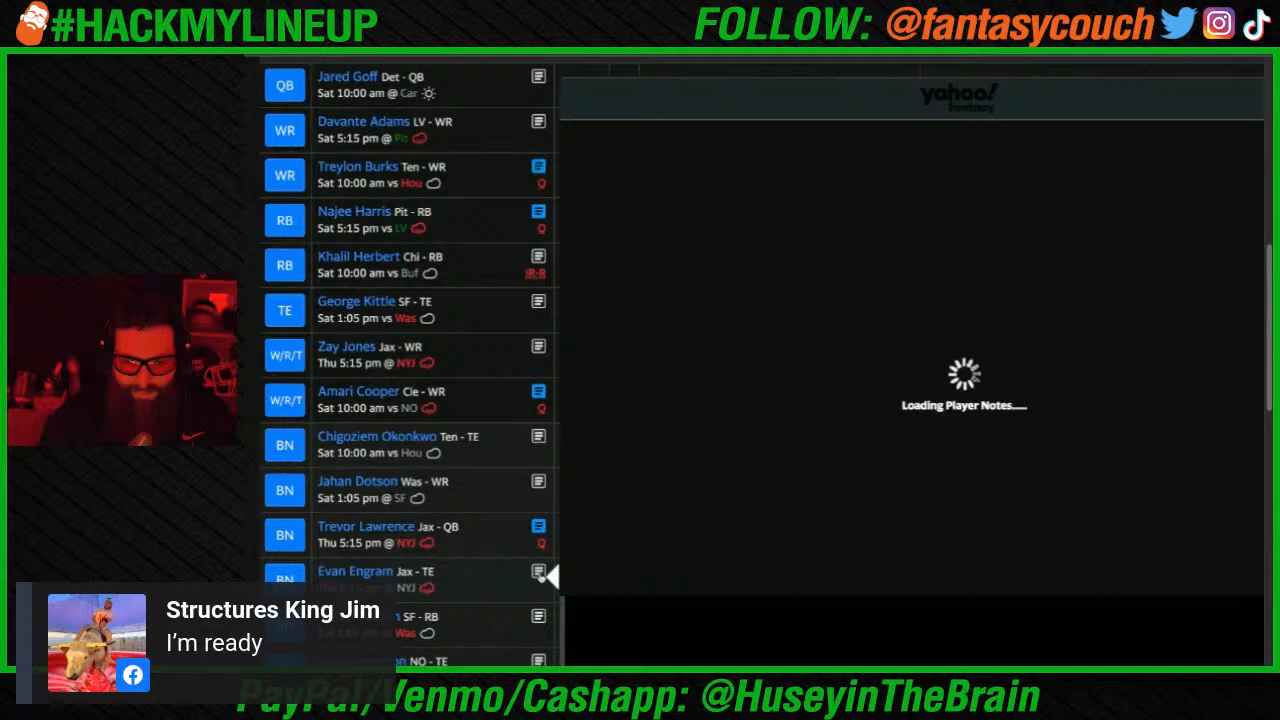 #HACKMYLINEUP
FOLLOW: @fantasycouch
QB
Jared Goff Det - QB
Sat 10:00 am @ Car
WR
Davante Adams LV - WR
Sat 5:15 pm @ Pit
WR
Treylon Burks Ten - WR
Sat 10:00 am vs Hou
Q
RB
Najee Harris Pit - RB
Sat 5:15 pm vs LV
Q
RB
Khalil Herbert Chi - RB
Sat 10:00 am vs Buf
IR-R
TE
George Kittle SF - TE
Sat 1:05 pm vs Was
W/R/T
Zay Jones Jax - WR
Thu 5:15 pm @ NYJ
W/R/T
Amari Cooper Cle - WR
Sat 10:00 am vs NO
Q
BN
Chigoziem Okonkwo Ten - TE
Sat 10:00 am vs Hou
BN
Jahan Dotson Was - WR
Sat 1:05 pm @ SF
BN
Trevor Lawrence Jax - QB
Thu 5:15 pm @ NYJ
Q
BN
Evan Engram Jax - TE
NYJ
SF - RB
Was
NO - TE
yahoo!
fantasy
Loading Player Notes.....
Structures King Jim
I'm ready
PayPal/Venmo/Cashapp: @HuseyinTheBrain